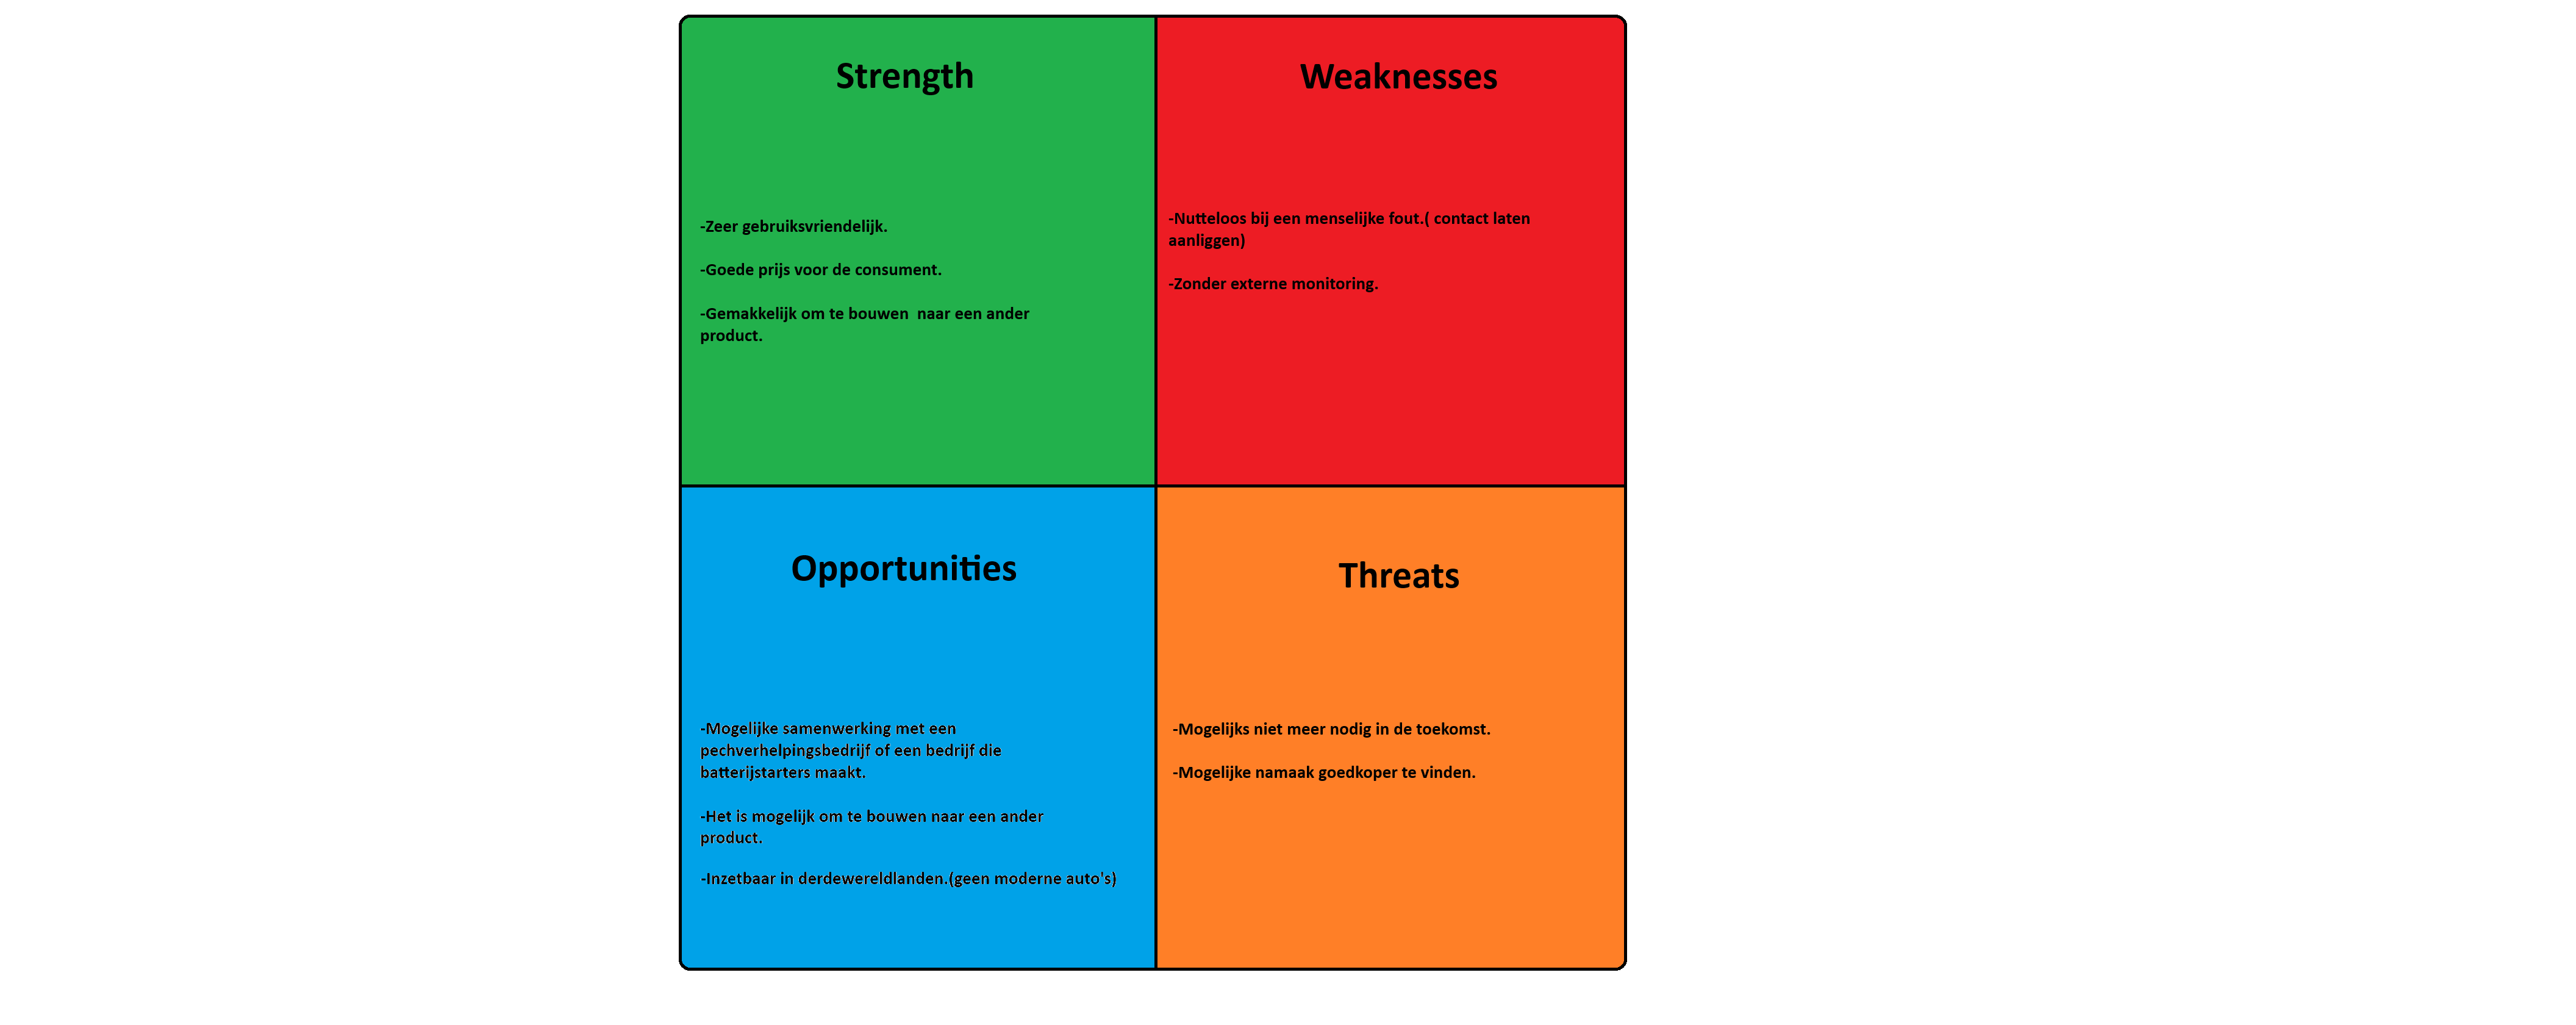 Strength
-Zeer gebruiksvriendelijk.
-Goede prijs voor de consument.
-Gemakkelijk om te bouwen  naar een ander
product.
Weaknesses
-Nutteloos bij een menselijke fout.( contact laten
aanliggen)
-Zonder externe monitoring.
Opportunities
-Mogelijke samenwerking met een
pechverhelpingsbedrijf of een bedrijf die
batterijstarters maakt.
-Het is mogelijk om te bouwen naar een ander
product.
-Inzetbaar in derdewereldlanden.(geen moderne auto's)
Threats
-Mogelijks niet meer nodig in de toekomst.
-Mogelijke namaak goedkoper te vinden.